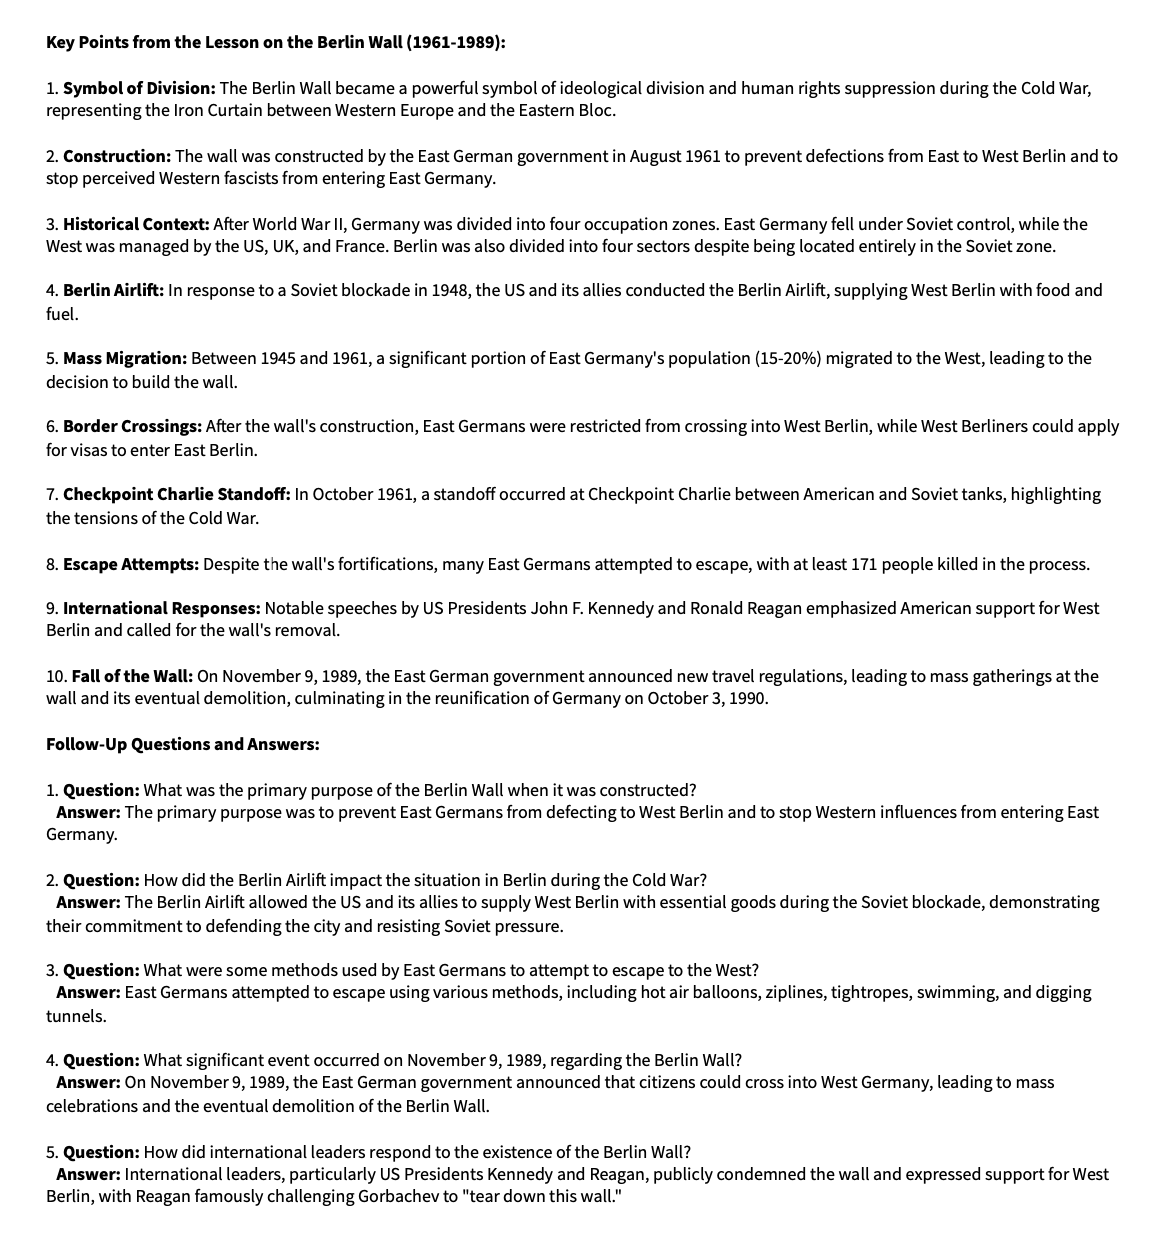 Key Points from the Lesson on the Berlin Wall (1961-1989):
1. Symbol of Division: The Berlin Wall became a powerful symbol of ideological division and human rights suppression during the Cold War,
representing the Iron Curtain between Western Europe and the Eastern Bloc.
2. Construction: The wall was constructed by the East German government in August 1961 to prevent defections from East to West Berlin and to
stop perceived Western fascists from entering East Germany.
3. Historical Context: After World War II, Germany was divided into four occupation zones. East Germany fell under Soviet control, while the
West was managed by the US, UK, and France. Berlin was also divided into four sectors despite being located entirely in the Soviet zone.
4. Berlin Airlift: In response to a Soviet blockade in 1948, the US and its allies conducted the Berlin Airlift, supplying West Berlin with food and
fuel.
5. Mass Migration: Between 1945 and 1961, a significant portion of East Germany's population (15-20%) migrated to the West, leading to the
decision to build the wall.
6. Border Crossings: After the wall's construction, East Germans were restricted from crossing into West Berlin, while West Berliners could apply
for visas to enter East Berlin.
7. Checkpoint Charlie Standoff: In October 1961, a standoff occurred at Checkpoint Charlie between American and Soviet tanks, highlighting
the tensions of the Cold War.
8. Escape Attempts: Despite the wall's fortifications, many East Germans attempted to escape, with at least 171 people killed in the process.
9. International Responses: Notable speeches by US Presidents John F. Kennedy and Ronald Reagan emphasized American support for West
Berlin and called for the wall's removal.
10. Fall of the Wall: On November 9, 1989, the East German government announced new travel regulations, leading to mass gatherings at the
wall and its eventual demolition, culminating in the reunification of Germany on October 3, 1990.
Follow-Up Questions and Answers:
1. Question: What was the primary purpose of the Berlin Wall when it was constructed?
Answer: The primary purpose was to prevent East Germans from defecting to West Berlin and to stop Western influences from entering East
Germany.
2. Question: How did the Berlin Airlift impact the situation in Berlin during the Cold War?
Answer: The Berlin Airlift allowed the US and its allies to supply West Berlin with essential goods during the Soviet blockade, demonstrating
their commitment to defending the city and resisting Soviet pressure.
3. Question: What were some methods used by East Germans to attempt to escape to the West?
Answer: East Germans attempted to escape using various methods, including hot air balloons, ziplines, tightropes, swimming, and digging
tunnels.
4. Question: What significant event occurred on November 9, 1989, regarding the Berlin Wall?
Answer: On November 9, 1989, the East German government announced that citizens could cross into West Germany, leading to mass
celebrations and the eventual demolition of the Berlin Wall.
5. Question: How did international leaders respond to the existence of the Berlin Wall?
Answer: International leaders, particularly US Presidents Kennedy and Reagan, publicly condemned the wall and expressed support for West
Berlin, with Reagan famously challenging Gorbachev to "tear down this wall."